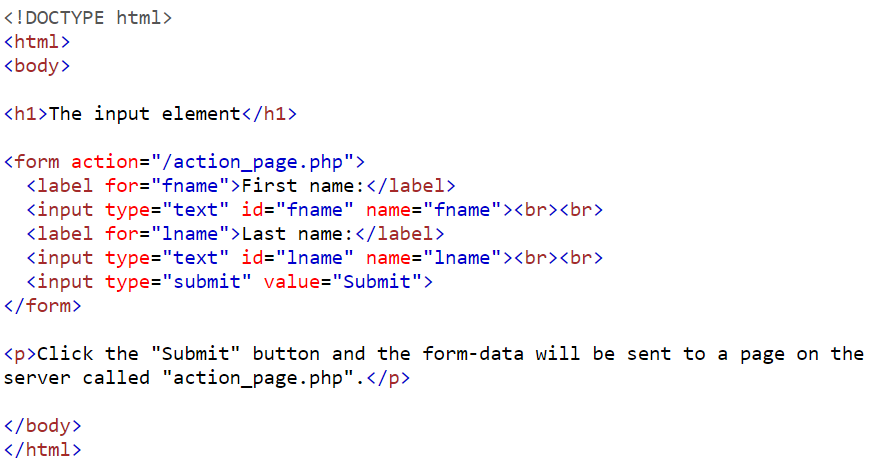 <!DOCTYPE html>
<html>
<body>

<h1>The input element</h1>

<form action="/action_page.php">
  <label for="fname">First name:</label>
  <input type="text" id="fname" name="fname"><br><br>
  <label for="lname">Last name:</label>
  <input type="text" id="lname" name="lname"><br><br>
  <input type="submit" value="Submit">
</form>

<p>Click the "Submit" button and the form-data will be sent to a page on the
server called "action_page.php".</p>

</body>
</html>